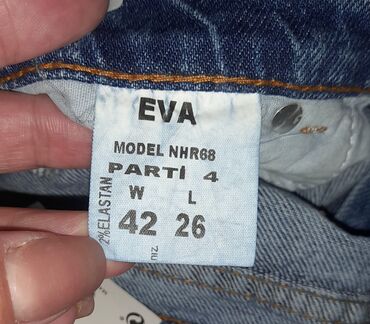 EVA
MODEL NHR68
PARTİ 4
W L
42 26
2%ELASTAN